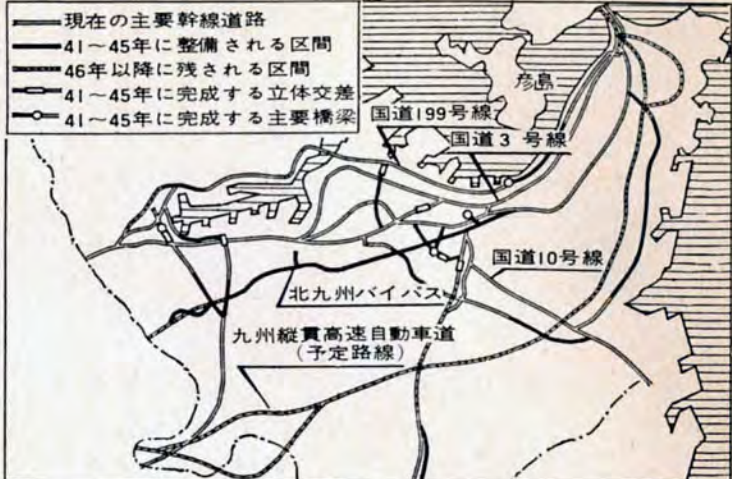 現在の主要幹線道路
41〜45年に整備される区間
46年以降に残される区間
41〜45年に完成する立体交差
41〜45年に完成する主要橋梁
彦島
国道199号線
国道3号線
国道10号線
北九州バイパス
九州縦貫高速自動車道
(予定路線)